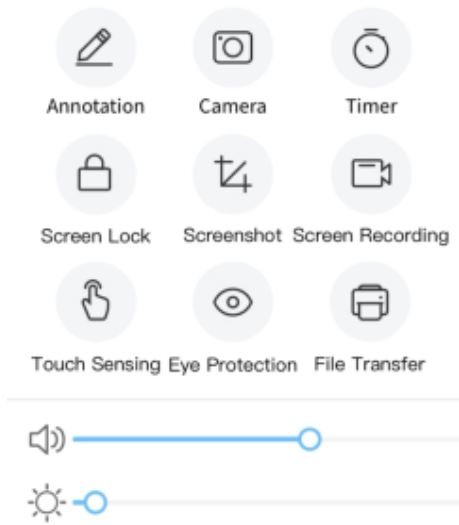 Annotation Camera Timer
Screen Lock Screenshot Screen Recording
Touch Sensing Eye Protection File Transfer